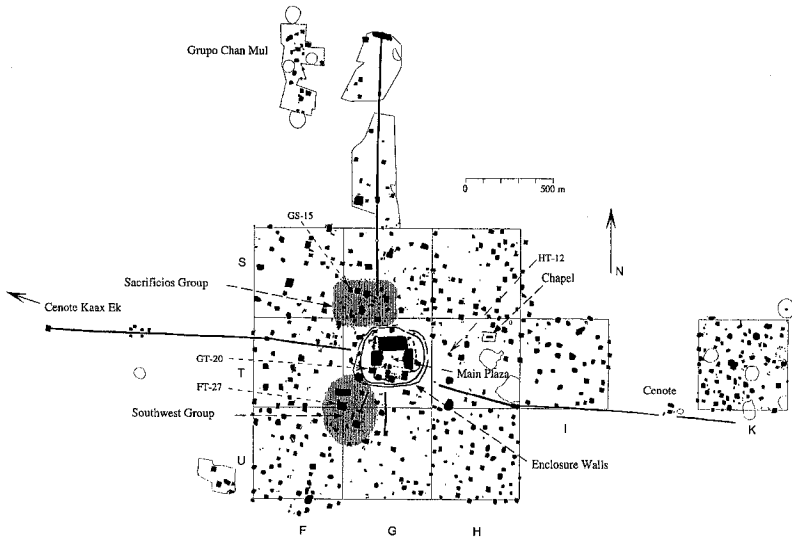 Grupo Chan Mul
0 500 m
GS-15
S
HT-12
N
Chapel
Sacrificios Group
Cenote Kaax Ek
GT-20
Main Plaza
T
FT-27
Cenote
Southwest Group
I
K
U
Enclosure Walls
F
G
H